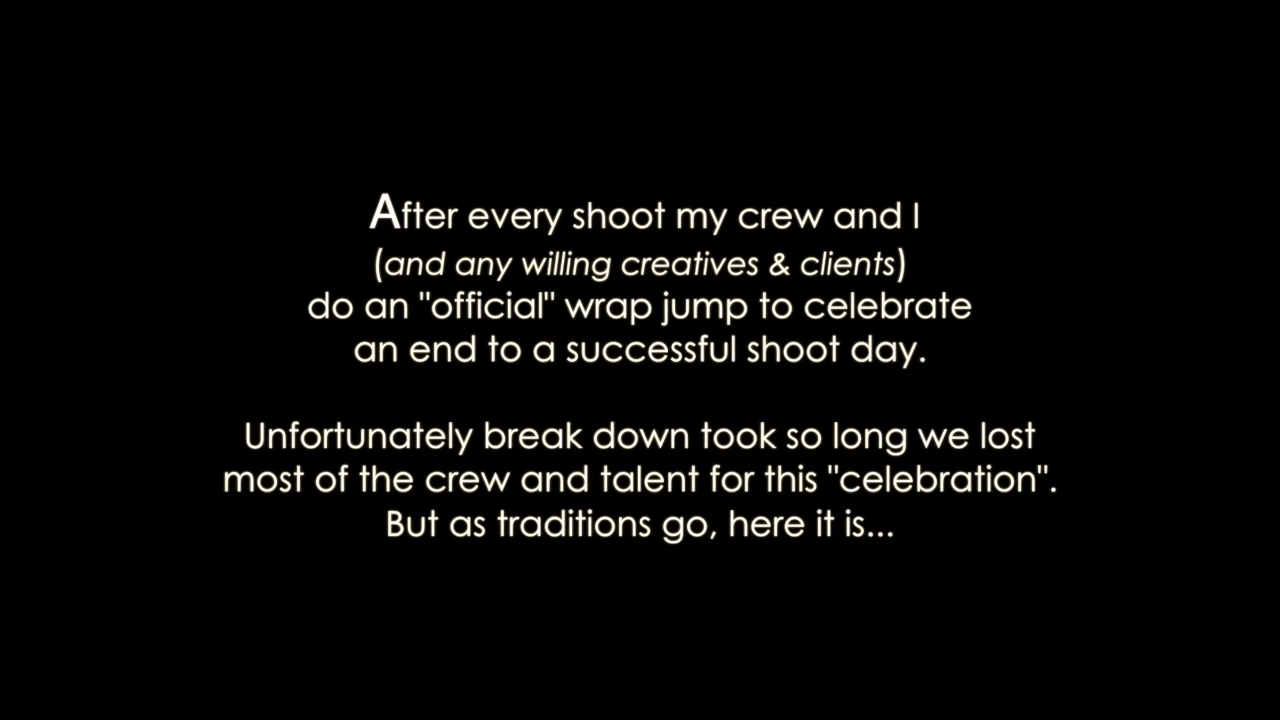 After every shoot my crew and I
(and any willing creatives & clients)
do an "official" wrap jump to celebrate
an end to a successful shoot day.
Unfortunately break down took so long we lost
most of the crew and talent for this "celebration".
But as traditions go, here it is...